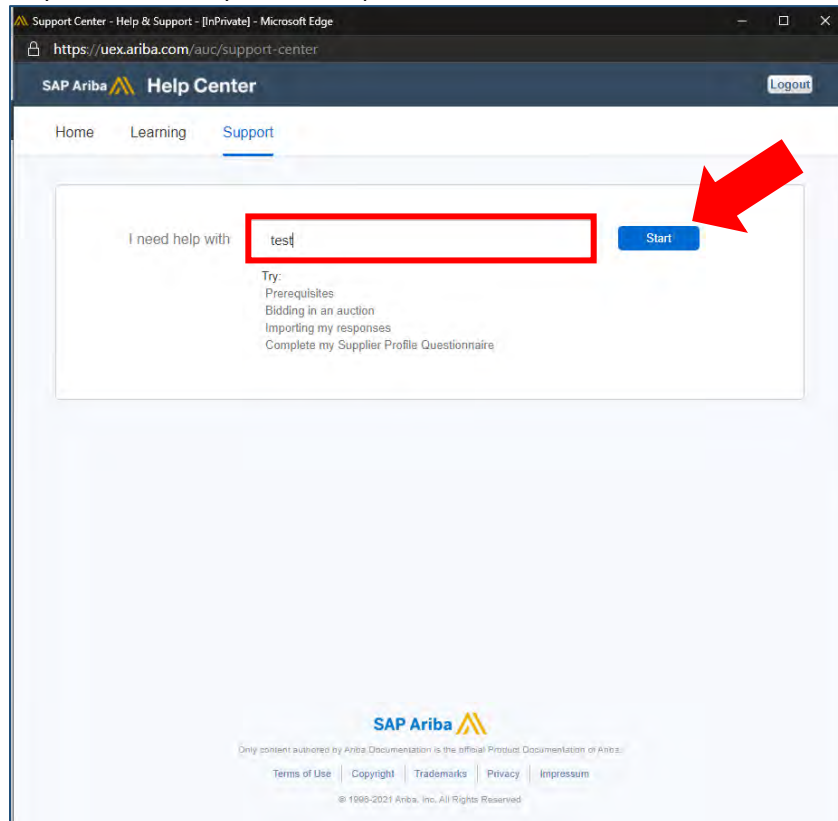 Support Center - Help & Support - [InPrivate] - Microsoft Edge
https://uex.ariba.com/auc/support-center
SAP Ariba Help Center Logout
Home Learning Support
I need help with test Start
Try:
Prerequisites
Bidding in an auction
Importing my responses
Complete my Supplier Profile Questionnaire
SAP Ariba
Only content authored by Ariba Documentation is the official Product Documentation of Ariba.
Terms of Use Copyright Trademarks Privacy Impressum
© 1996-2021 Ariba, Inc. All Rights Reserved